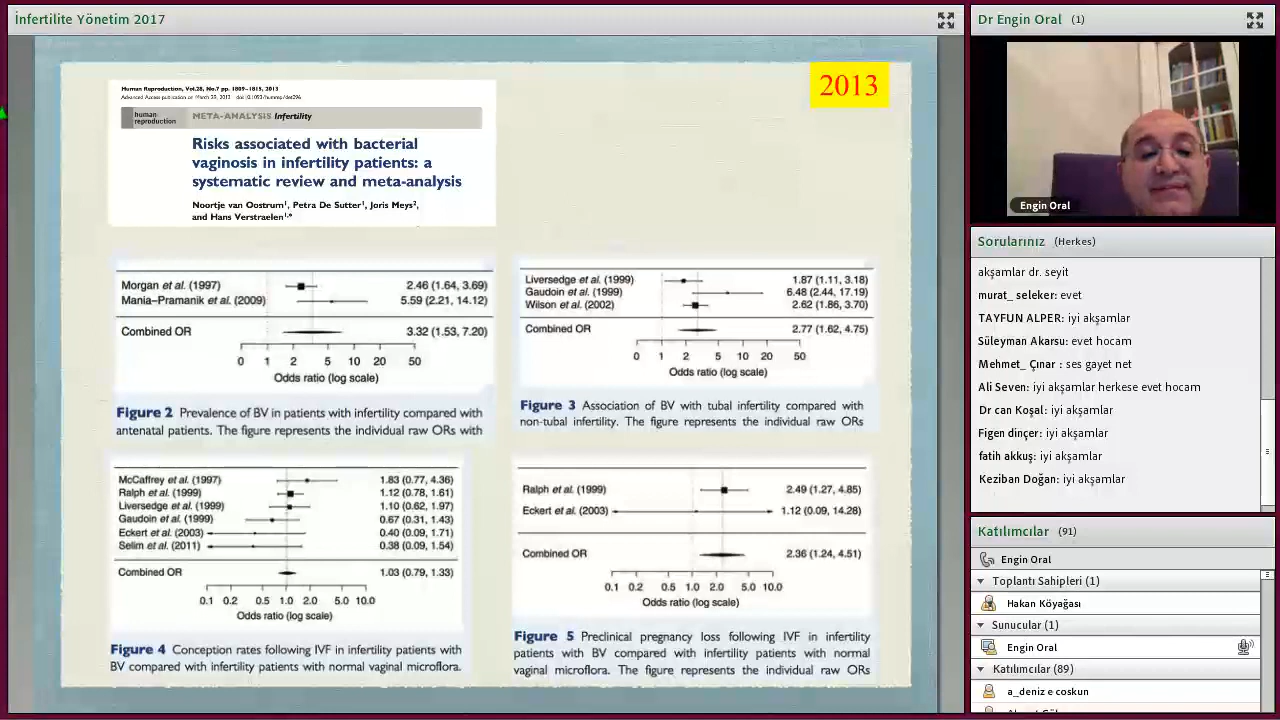 İnfertilite Yönetim 2017
2013
Human Reproduction, Vol.28, No.7 pp. 1809–1815, 2013
human reproduction
META-ANALYSIS Infertility
Risks associated with bacterial
vaginosis in infertility patients: a
systematic review and meta-analysis
Noortje van Oostrum¹, Petra De Sutter¹, Joris Meys²,
and Hans Verstraelen¹,*
Morgan et al. (1997) 2.46 (1.64, 3.69)
Mania–Pramanik et al. (2009) 5.59 (2.21, 14.12)
Combined OR 3.32 (1.53, 7.20)
0 1 2 5 10 20 50
Odds ratio (log scale)
Figure 2 Prevalence of BV in patients with infertility compared with
antenatal patients. The figure represents the individual raw ORs with
Liversedge et al. (1999) 1.87 (1.11, 3.18)
Gaudoin et al. (1999) 6.48 (2.44, 17.19)
Wilson et al. (2002) 2.62 (1.86, 3.70)
Combined OR 2.77 (1.62, 4.75)
0 1 2 5 10 20 50
Odds ratio (log scale)
Figure 3 Association of BV with tubal infertility compared with
non-tubal infertility. The figure represents the individual raw ORs
McCaffrey et al. (1997) 1.83 (0.77, 4.36)
Ralph et al. (1999) 1.12 (0.78, 1.61)
Liversedge et al. (1999) 1.10 (0.62, 1.97)
Gaudoin et al. (1999) 0.67 (0.31, 1.43)
Eckert et al. (2003) 0.40 (0.09, 1.71)
Selim et al. (2011) 0.38 (0.09, 1.54)
Combined OR 1.03 (0.79, 1.33)
0.1 0.2 0.5 1.0 2.0 5.0 10.0
Odds ratio (log scale)
Figure 4 Conception rates following IVF in infertility patients with
BV compared with infertility patients with normal vaginal microflora.
Ralph et al. (1999) 2.49 (1.27, 4.85)
Eckert et al. (2003) 1.12 (0.09, 14.28)
Combined OR 2.36 (1.24, 4.51)
0.1 0.2 0.5 1.0 2.0 5.0 10.0
Odds ratio (log scale)
Figure 5 Preclinical pregnancy loss following IVF in infertility
patients with BV compared with infertility patients with normal
vaginal microflora. The figure represents the individual raw ORs
Dr Engin Oral (1)
Engin Oral
Sorularınız (Herkes)
akşamlar dr. seyit
murat_ seleker: evet
TAYFUN ALPER: iyi akşamlar
Süleyman Akarsu: evet hocam
Mehmet_ Çınar : ses gayet net
Ali Seven: iyi akşamlar herkese evet hocam
Dr can Koşal: iyi akşamlar
Figen dinçer: iyi akşamlar
fatih akkuş: iyi akşamlar
Keziban Doğan: iyi akşamlar
Katılımcılar (91)
Engin Oral
Toplantı Sahipleri (1)
Hakan Köyağası
Sunucular (1)
Engin Oral
Katılımcılar (89)
a_deniz e coskun